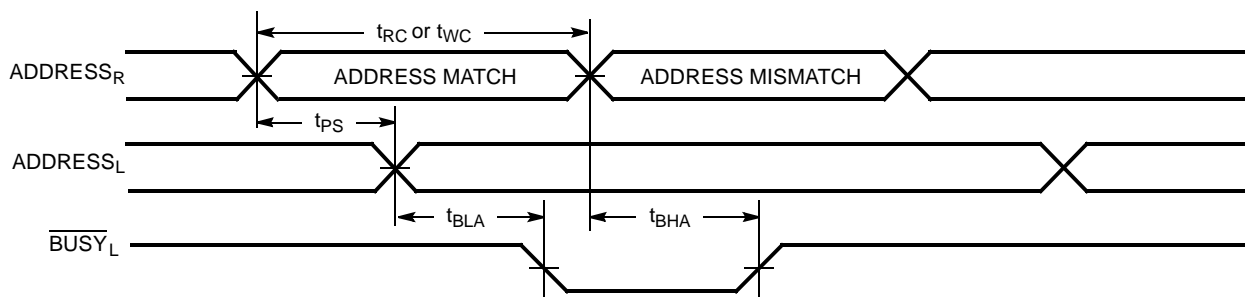 tRC or tWC
ADDRESSR
ADDRESS MATCH
ADDRESS MISMATCH
tPS
ADDRESSL
tBLA
tBHA
BUSYL